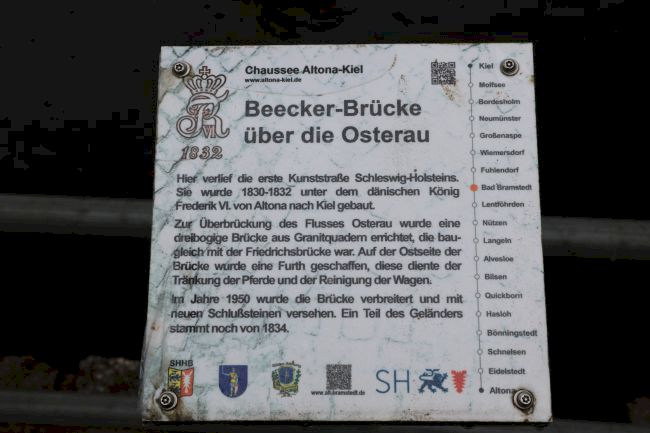 Chaussee Altona-Kiel
www.altona-kiel.de
Beecker-Brücke
über die Osterau
VI
1832
Hier verlief die erste Kunststraße Schleswig-Holsteins.
Sie wurde 1830-1832 unter dem dänischen König
Frederik VI. von Altona nach Kiel gebaut.
Zur Überbrückung des Flusses Osterau wurde eine
dreibogige Brücke aus Granitquadern errichtet, die bau-
gleich mit der Friedrichsbrücke war. Auf der Ostseite der
Brücke wurde eine Furth geschaffen, diese diente der
Tränkung der Pferde und der Reinigung der Wagen.
Im Jahre 1950 wurde die Brücke verbreitert und mit
neuen Schlußsteinen versehen. Ein Teil des Geländers
stammt noch von 1834.
Kiel
Molfsee
Bordesholm
Neumünster
Großenaspe
Wiemersdorf
Fuhlendorf
Bad Bramstedt
Lentföhrden
Nützen
Langeln
Alvesloe
Bilsen
Quickborn
Hasloh
Bönningstedt
Schnelsen
Eidelstedt
Altona
SHHB
www.alt-bramstedt.de
SH